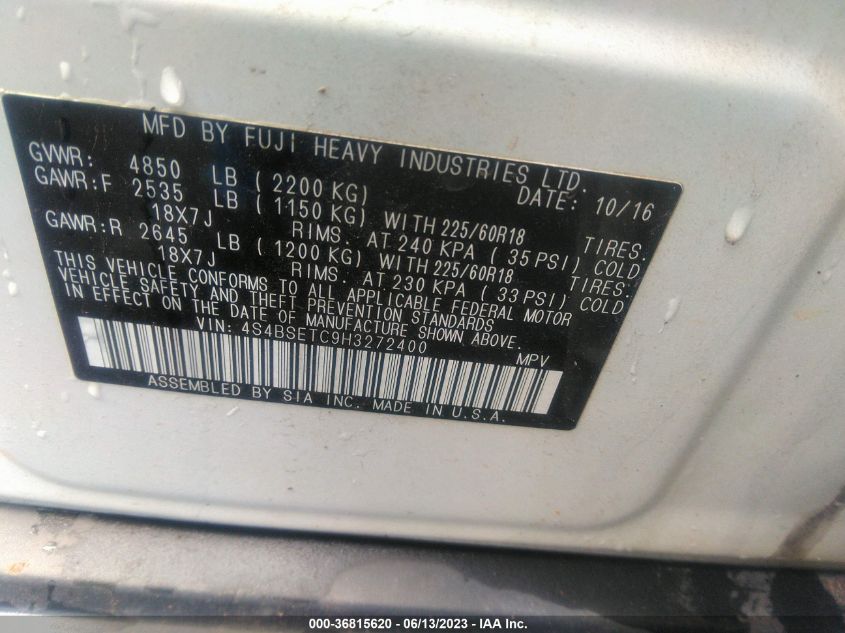 MFD BY FUJI HEAVY INDUSTRIES LTD.
GVWR: 4850 LB ( 2200 KG) DATE: 10/16
GAWR:F 2535 LB ( 1150 KG) WITH 225/60R18 TIRES.
18X7J RIMS. AT 240 KPA ( 35 PSI) COLD
GAWR:R 2645 LB ( 1200 KG) WITH 225/60R18 TIRES.
18X7J RIMS. AT 230 KPA ( 33 PSI) COLD
THIS VEHICLE CONFORMS TO ALL APPLICABLE FEDERAL MOTOR
VEHICLE SAFETY AND THEFT PREVENTION STANDARDS
IN EFFECT ON THE DATE OF MANUFACTURE SHOWN ABOVE.
VIN: 4S4BSETC9H3272400 MPV
ASSEMBLED BY SIA INC. MADE IN U.S.A.
000-36815620 - 06/13/2023 - IAA Inc.